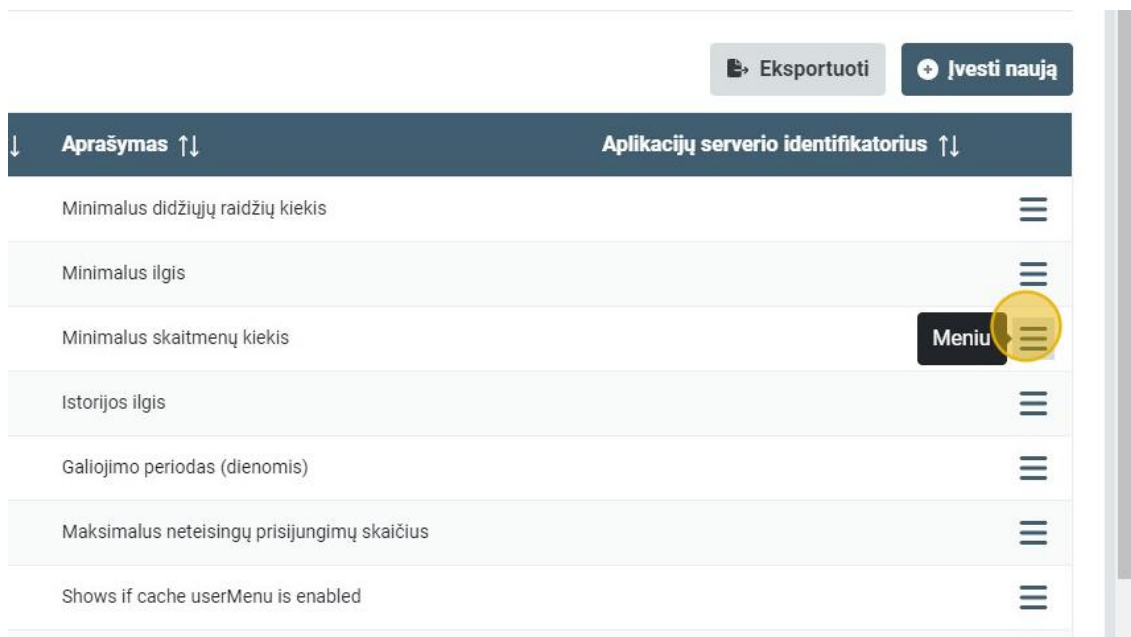 Eksportuoti
Įvesti naują
Aprašymas ↑↓ Aplikacijų serverio identifikatorius ↑↓
Minimalus didžiųjų raidžių kiekis
Minimalus ilgis
Minimalus skaitmenų kiekis
Meniu
Istorijos ilgis
Galiojimo periodas (dienomis)
Maksimalus neteisingų prisijungimų skaičius
Shows if cache userMenu is enabled